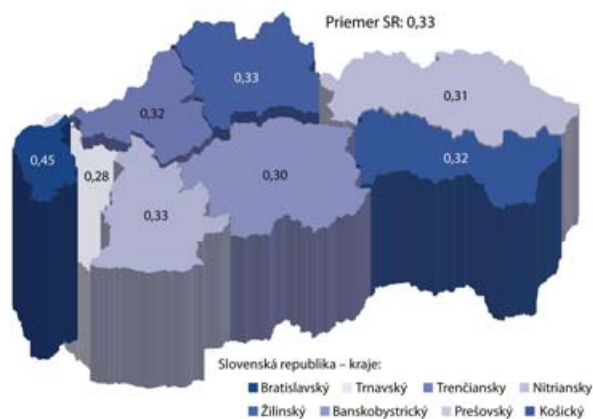 Priemer SR: 0,33
0,33
0,31
0,32
0,45
0,32
0,28
0,30
0,33
Slovenská republika – kraje:
Bratislavský Trnavský Trenčiansky Nitriansky
Žilinský Banskobystrický Prešovský Košický